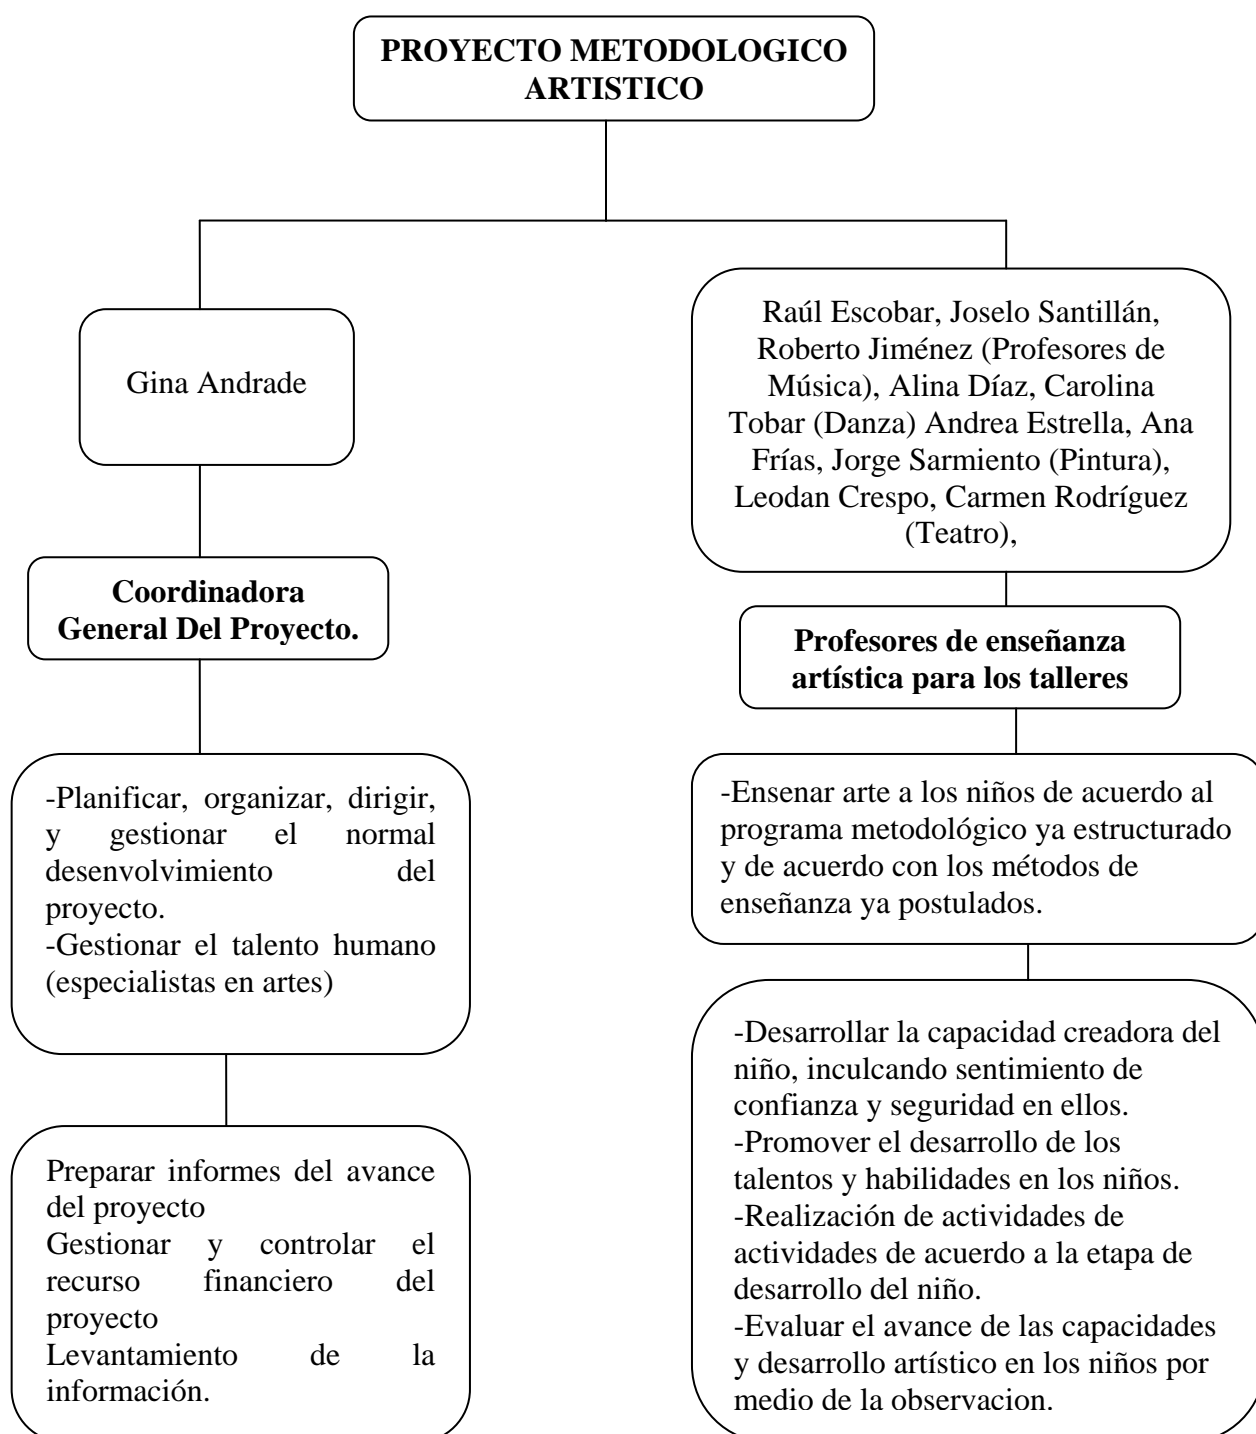 PROYECTO METODOLOGICO
ARTISTICO
Gina Andrade
Coordinadora
General Del Proyecto.
-Planificar, organizar, dirigir,
y gestionar el normal
desenvolvimiento del
proyecto.
-Gestionar el talento humano
(especialistas en artes)
Preparar informes del avance
del proyecto
Gestionar y controlar el
recurso financiero del
proyecto
Levantamiento de la
información.
Raúl Escobar, Joselo Santillán,
Roberto Jiménez (Profesores de
Música), Alina Díaz, Carolina
Tobar (Danza) Andrea Estrella, Ana
Frías, Jorge Sarmiento (Pintura),
Leodan Crespo, Carmen Rodríguez
(Teatro),
Profesores de enseñanza
artística para los talleres
-Ensenar arte a los niños de acuerdo al
programa metodológico ya estructurado
y de acuerdo con los métodos de
enseñanza ya postulados.
-Desarrollar la capacidad creadora del
niño, inculcando sentimiento de
confianza y seguridad en ellos.
-Promover el desarrollo de los
talentos y habilidades en los niños.
-Realización de actividades de
actividades de acuerdo a la etapa de
desarrollo del niño.
-Evaluar el avance de las capacidades
y desarrollo artístico en los niños por
medio de la observacion.